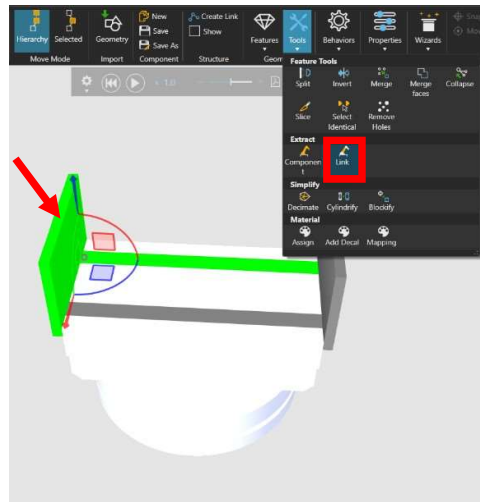 New
Save
Save As
Create Link
Show
Hierarchy Selected
Geometry
Features
Tools
Behaviors
Properties
Wizards
Move Mode
Import
Component
Structure
Geom
Feature Tools
Split Invert Merge Merge faces Collapse
Slice Select Identical Remove Holes
Extract
Componen
t
Link
Simplify
Decimate Cylindrify Blockify
Material
Assign Add Decal Mapping